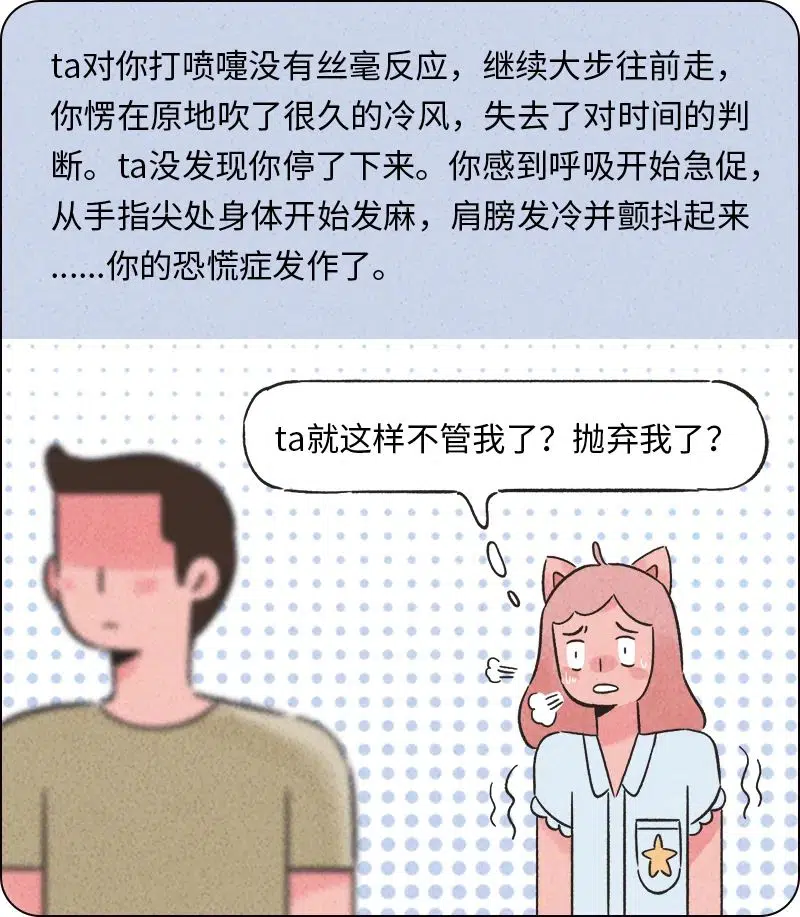 ta对你打喷嚏没有丝毫反应，继续大步往前走，
你愣在原地吹了很久的冷风，失去了对时间的判
断。ta没发现你停了下来。你感到呼吸开始急促，
从手指尖处身体开始发麻，肩膀发冷并颤抖起来
……你的恐慌症发作了。
ta就这样不管我了？抛弃我了？